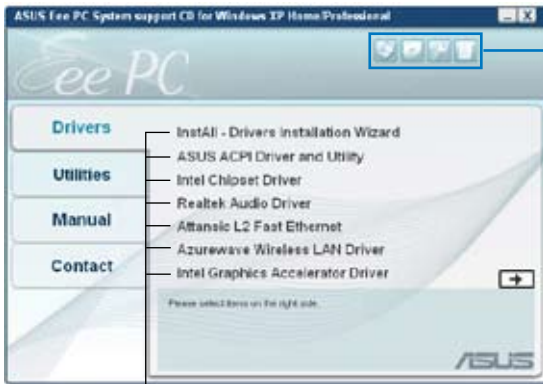 ASUS Eee PC System support CD for Windows XP Home/Professional
Eee PC
Drivers
Utilities
Manual
Contact
InstAll - Drivers Installation Wizard
ASUS ACPI Driver and Utility
Intel Chipset Driver
Realtek Audio Driver
Attansic L2 Fast Ethernet
Azurewave Wireless LAN Driver
Intel Graphics Accelerator Driver
Please select items on the right side.
ASUS